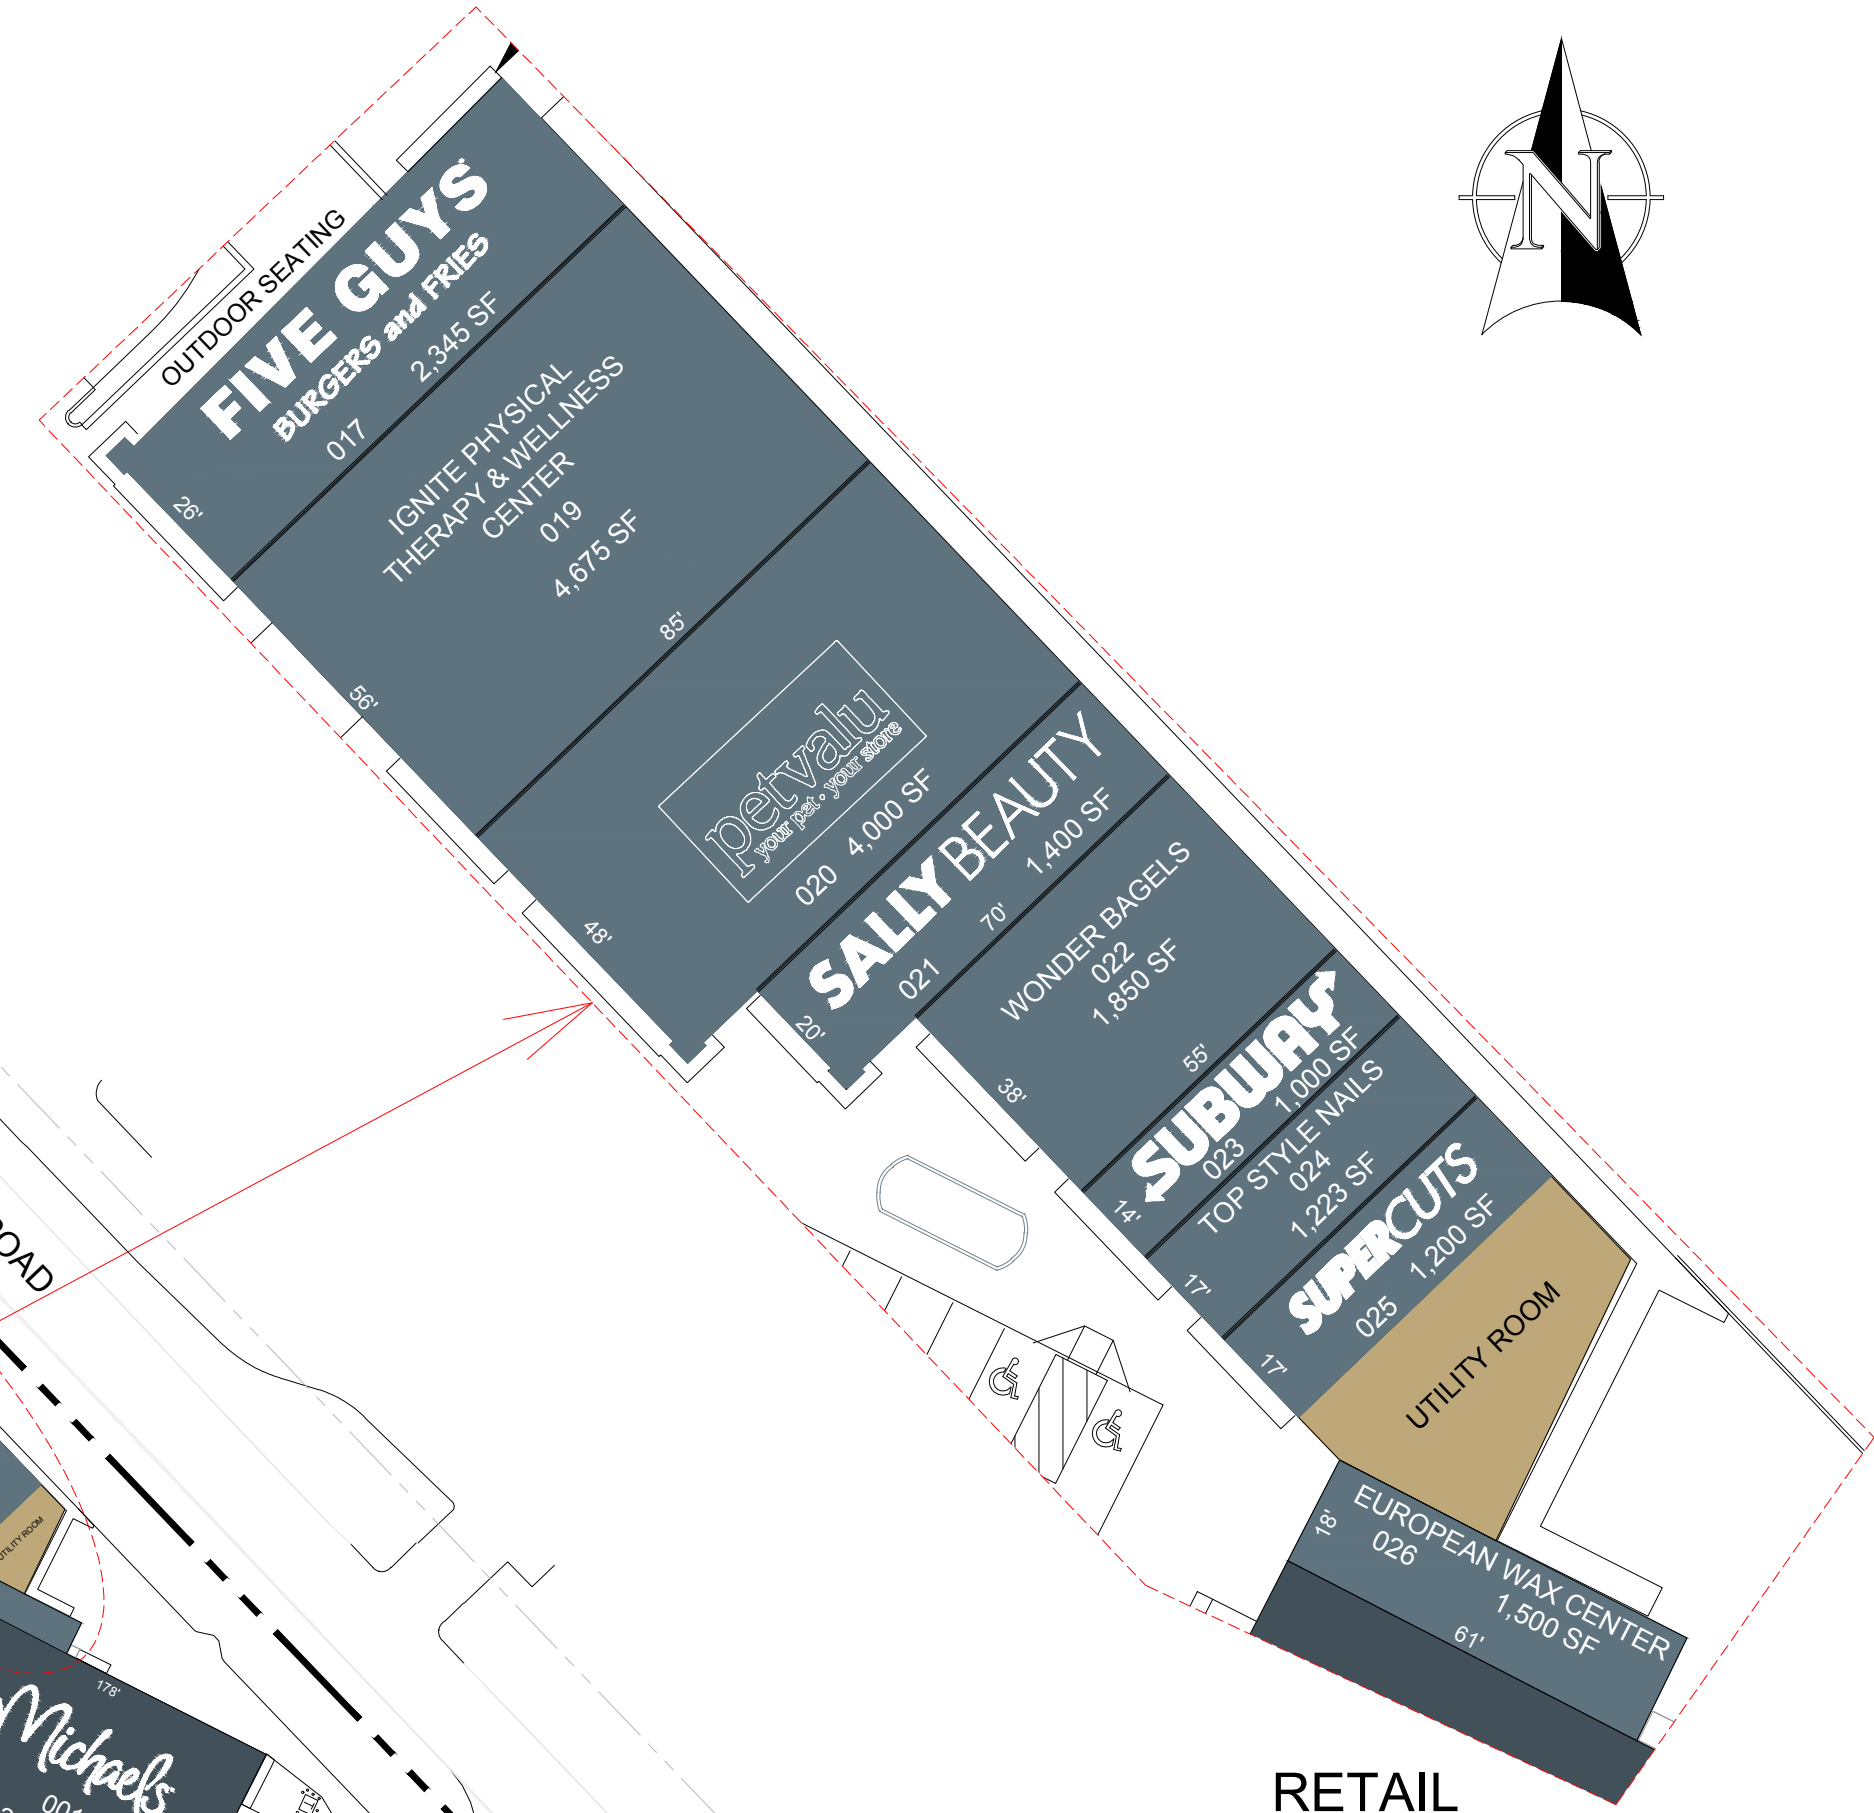 N
OUTDOOR SEATING
FIVE GUYS
BURGERS and FRIES
017 2,345 SF
26'
IGNITE PHYSICAL
THERAPY & WELLNESS
CENTER
019
4,675 SF
56'
85'
petvalu
your pet · your store
020 4,000 SF
48'
SALLY BEAUTY
021 1,400 SF
20'
70'
WONDER BAGELS
022
1,850 SF
38'
55'
SUBWAY
023 1,000 SF
14'
TOP STYLE NAILS
024
1,223 SF
17'
SUPERCUTS
025 1,200 SF
17'
UTILITY ROOM
EUROPEAN WAX CENTER
026
1,500 SF
18'
61'
UTILITY ROOM
178'
Michaels
RETAIL